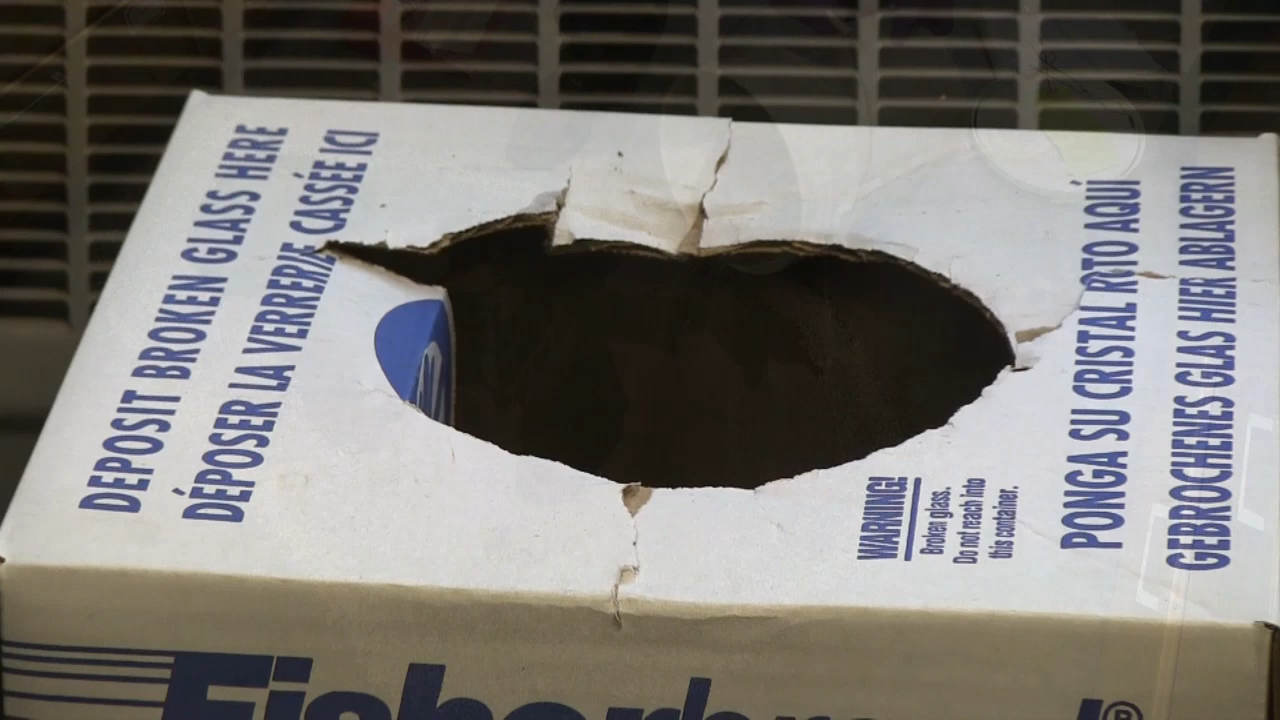 DEPOSIT BROKEN GLASS HERE
DÉPOSER LA VERRERIE CASSÉE ICI
WARNING!
Broken glass.
Do not reach into
this container.
PONGA SU CRISTAL ROTO AQUÌ
GEBROCHENES GLAS HIER ABLAGERN
®